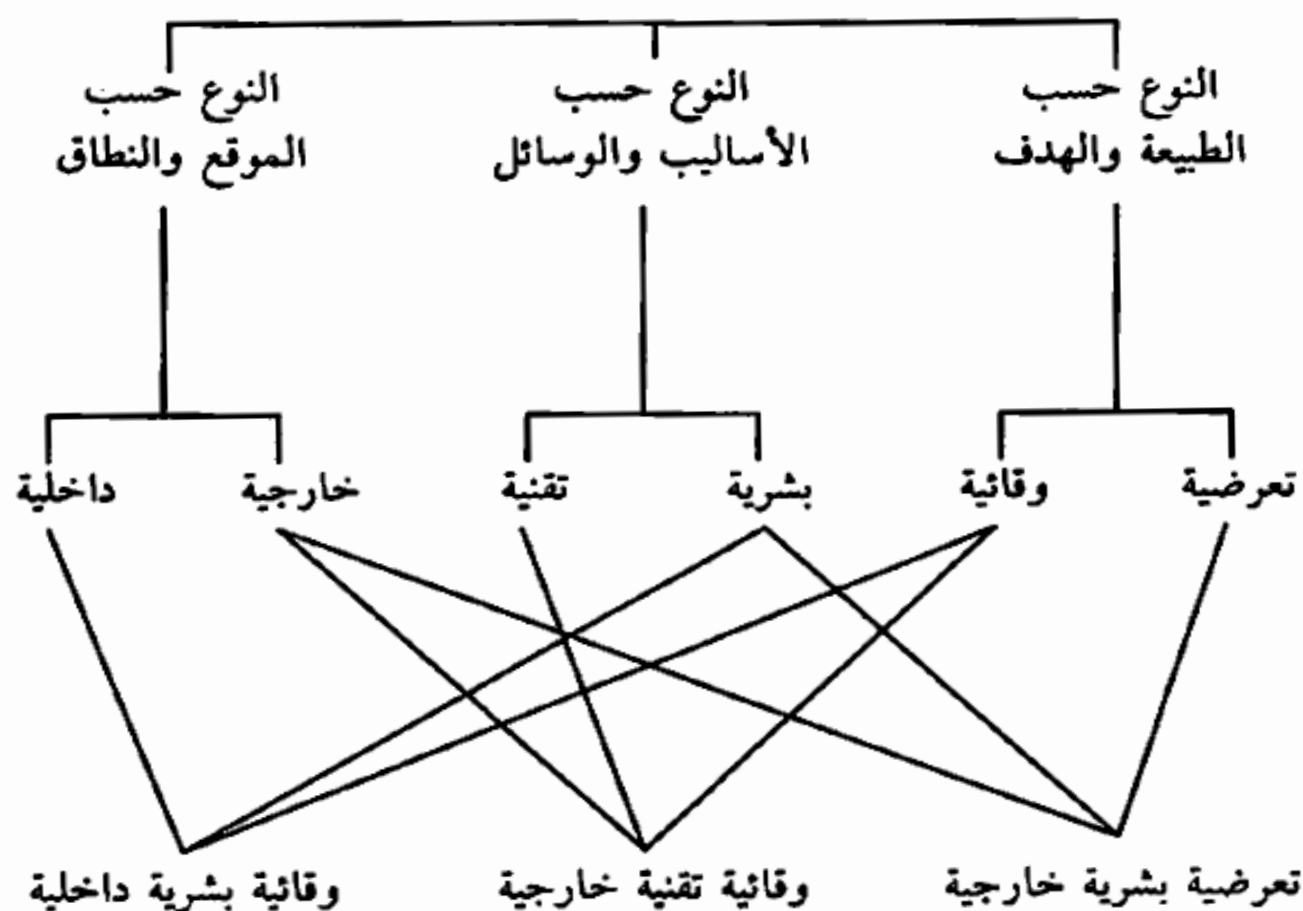 النوع حسب
الطبيعة والهدف
النوع حسب
الأساليب والوسائل
النوع حسب
الموقع والنطاق
تعرضية
وقائية
بشرية
تقنية
خارجية
داخلية
تعرضية بشرية خارجية
وقائية تقنية خارجية
وقائية بشرية داخلية